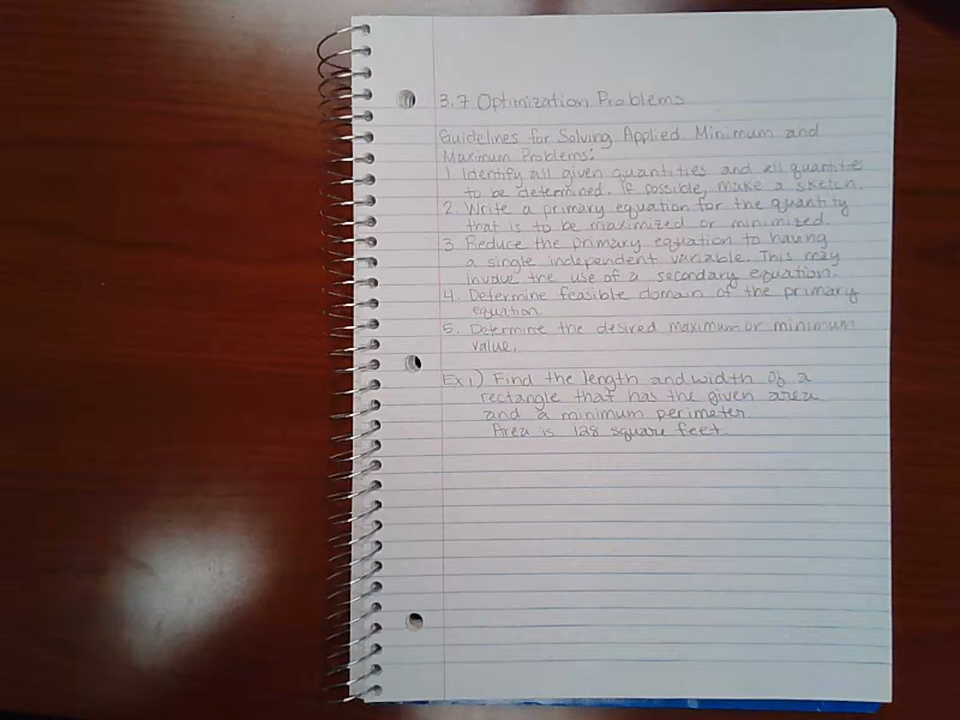 3.7 Optimization Problems
Guidelines for Solving Applied Minimum and
Maximum Problems:
1. Identify all given quantities and all quantities
to be determined. If possible, make a sketch.
2. Write a primary equation for the quantity
that is to be maximized or minimized.
3. Reduce the primary equation to having
a single independent variable. This may
involve the use of a secondary equation.
4. Determine feasible domain of the primary
equation.
5. Determine the desired maximum or minimum
value.
Ex 1) Find the length and width of a
rectangle that has the given area
and a minimum perimeter
Area is 128 square feet.